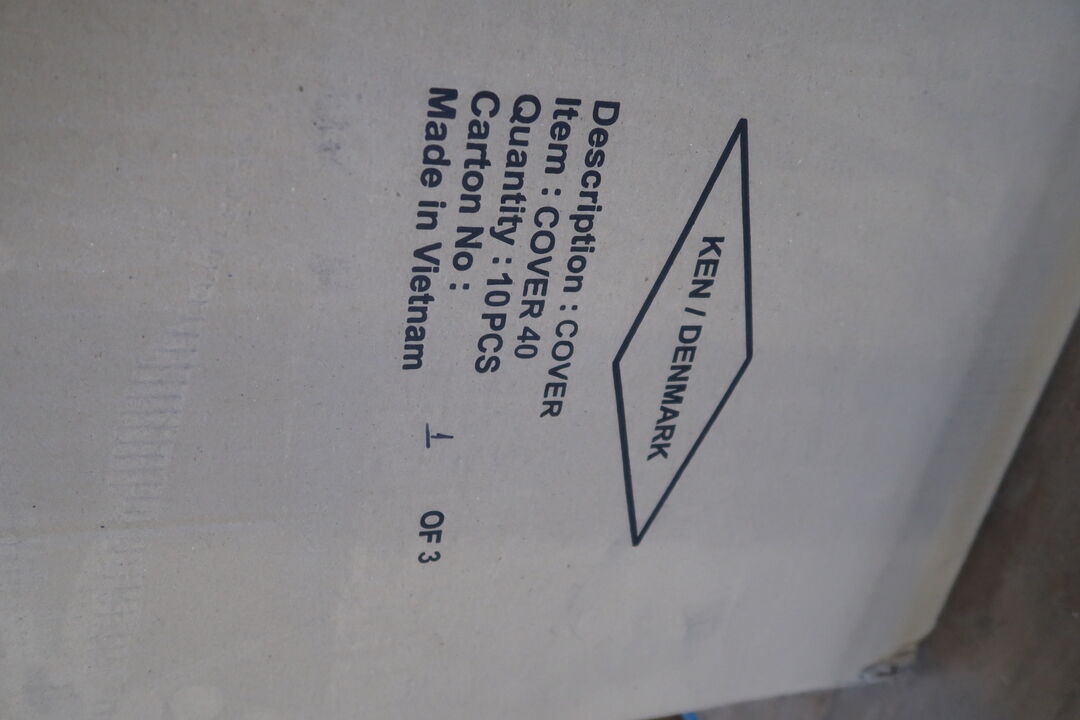 KEN / DENMARK
Description : COVER
Item : COVER 40
Quantity : 10PCS
Carton No :
Made in Vietnam
1 OF 3